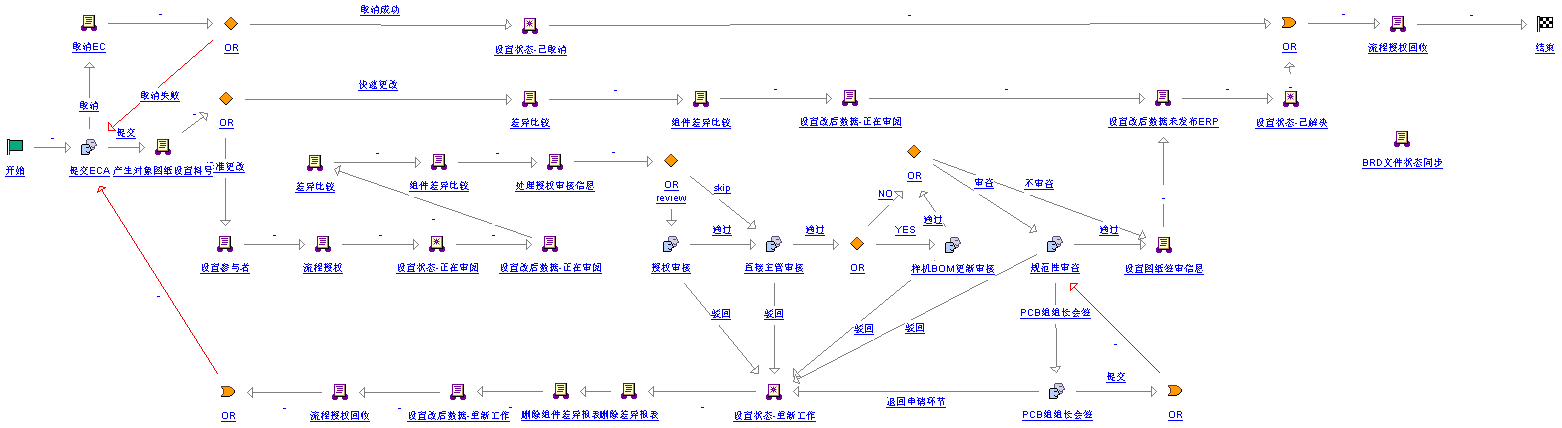 取消成功
取消EC
OR
设置状态-已取消
OR
流程授权回收
结束
取消失败
取消
快速更改
OR
差异比较
组件差异比较
设置改后数据-正在审阅
设置改后数据未发布ERP
设置状态-已解决
提交
开始
提交ECA
产生对象图纸设置料号
准更改
差异比较
组件差异比较
处理授权审核信息
OR
review
skip
OR
审咨
不审咨
BRD文件状态同步
NO
YES
通过
通过
通过
通过
设置参与者
流程授权
设置状态-正在审阅
设置改后数据-正在审阅
授权审核
直接主管审核
OR
样机BOM更新审核
规范性审咨
设置图纸签审信息
驳回
驳回
驳回
驳回
PCB组组长会签
提交
退回申请环节
OR
流程授权回收
设置改后数据-重新工作
删除组件差异报表
删除差异报表
设置状态-重新工作
PCB组组长会签
OR